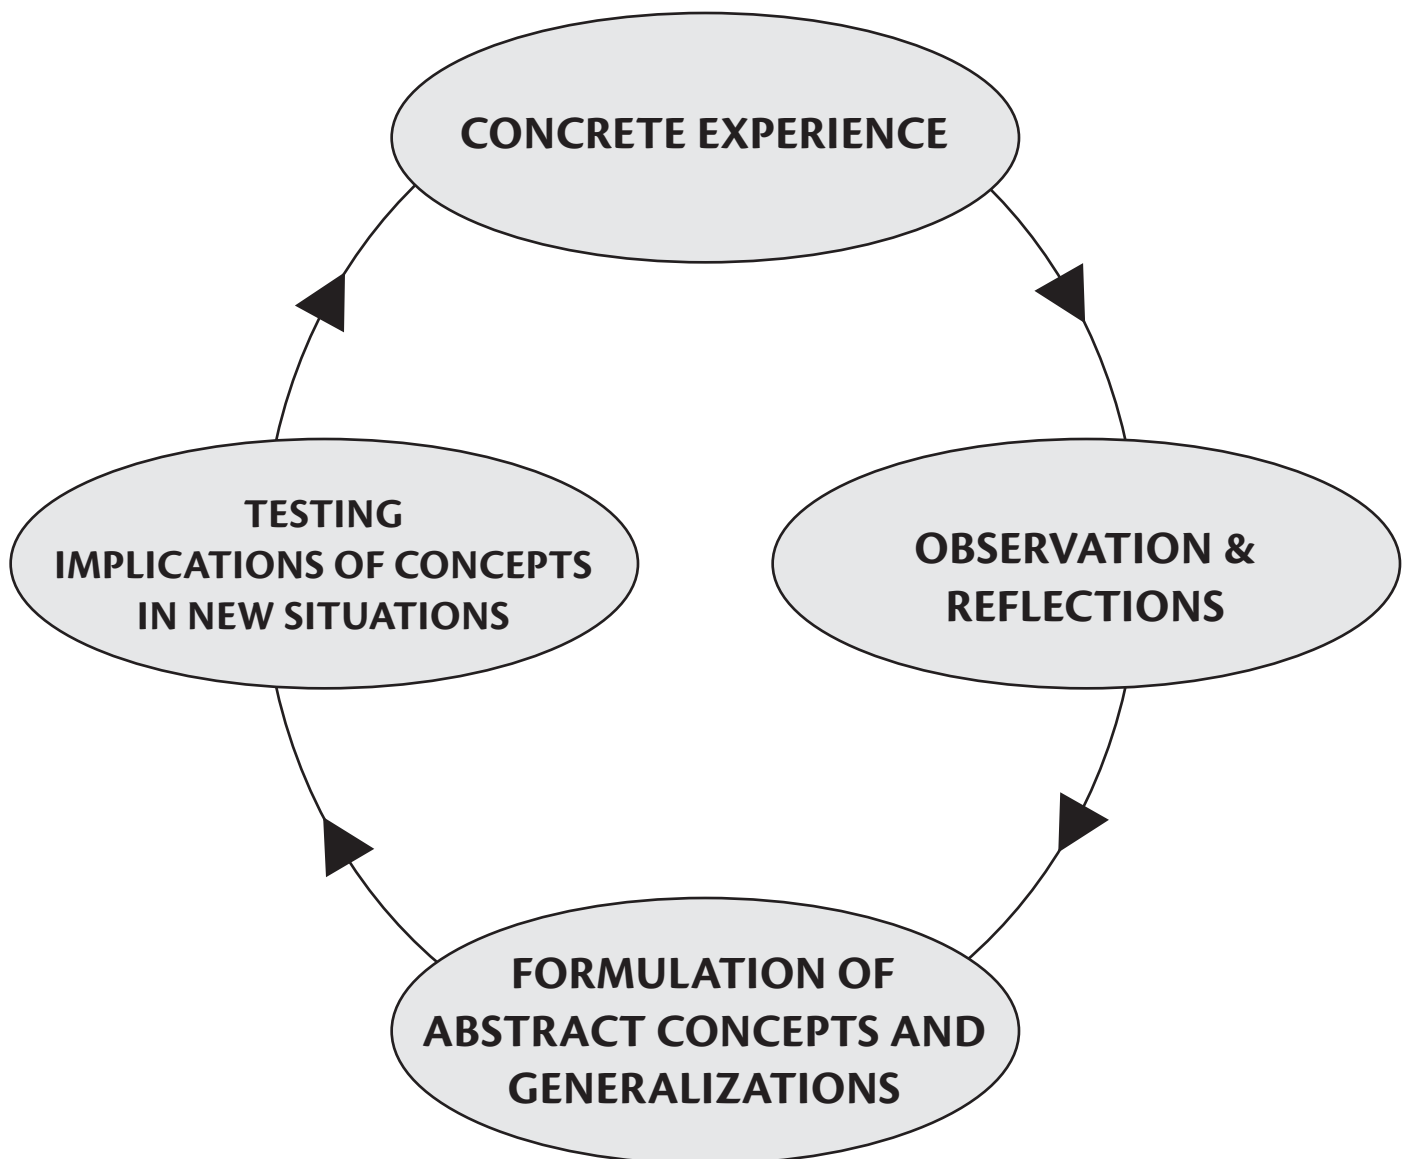 CONCRETE EXPERIENCE
TESTING
IMPLICATIONS OF CONCEPTS
IN NEW SITUATIONS
OBSERVATION &
REFLECTIONS
FORMULATION OF
ABSTRACT CONCEPTS AND
GENERALIZATIONS